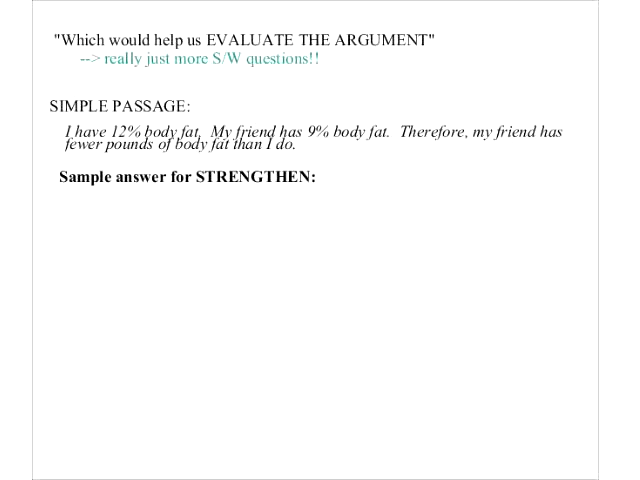 "Which would help us EVALUATE THE ARGUMENT"
--> really just more S/W questions!!
SIMPLE PASSAGE:
I have 12% body fat. My friend has 9% body fat. Therefore, my friend has
fewer pounds of body fat than I do.
Sample answer for STRENGTHEN: